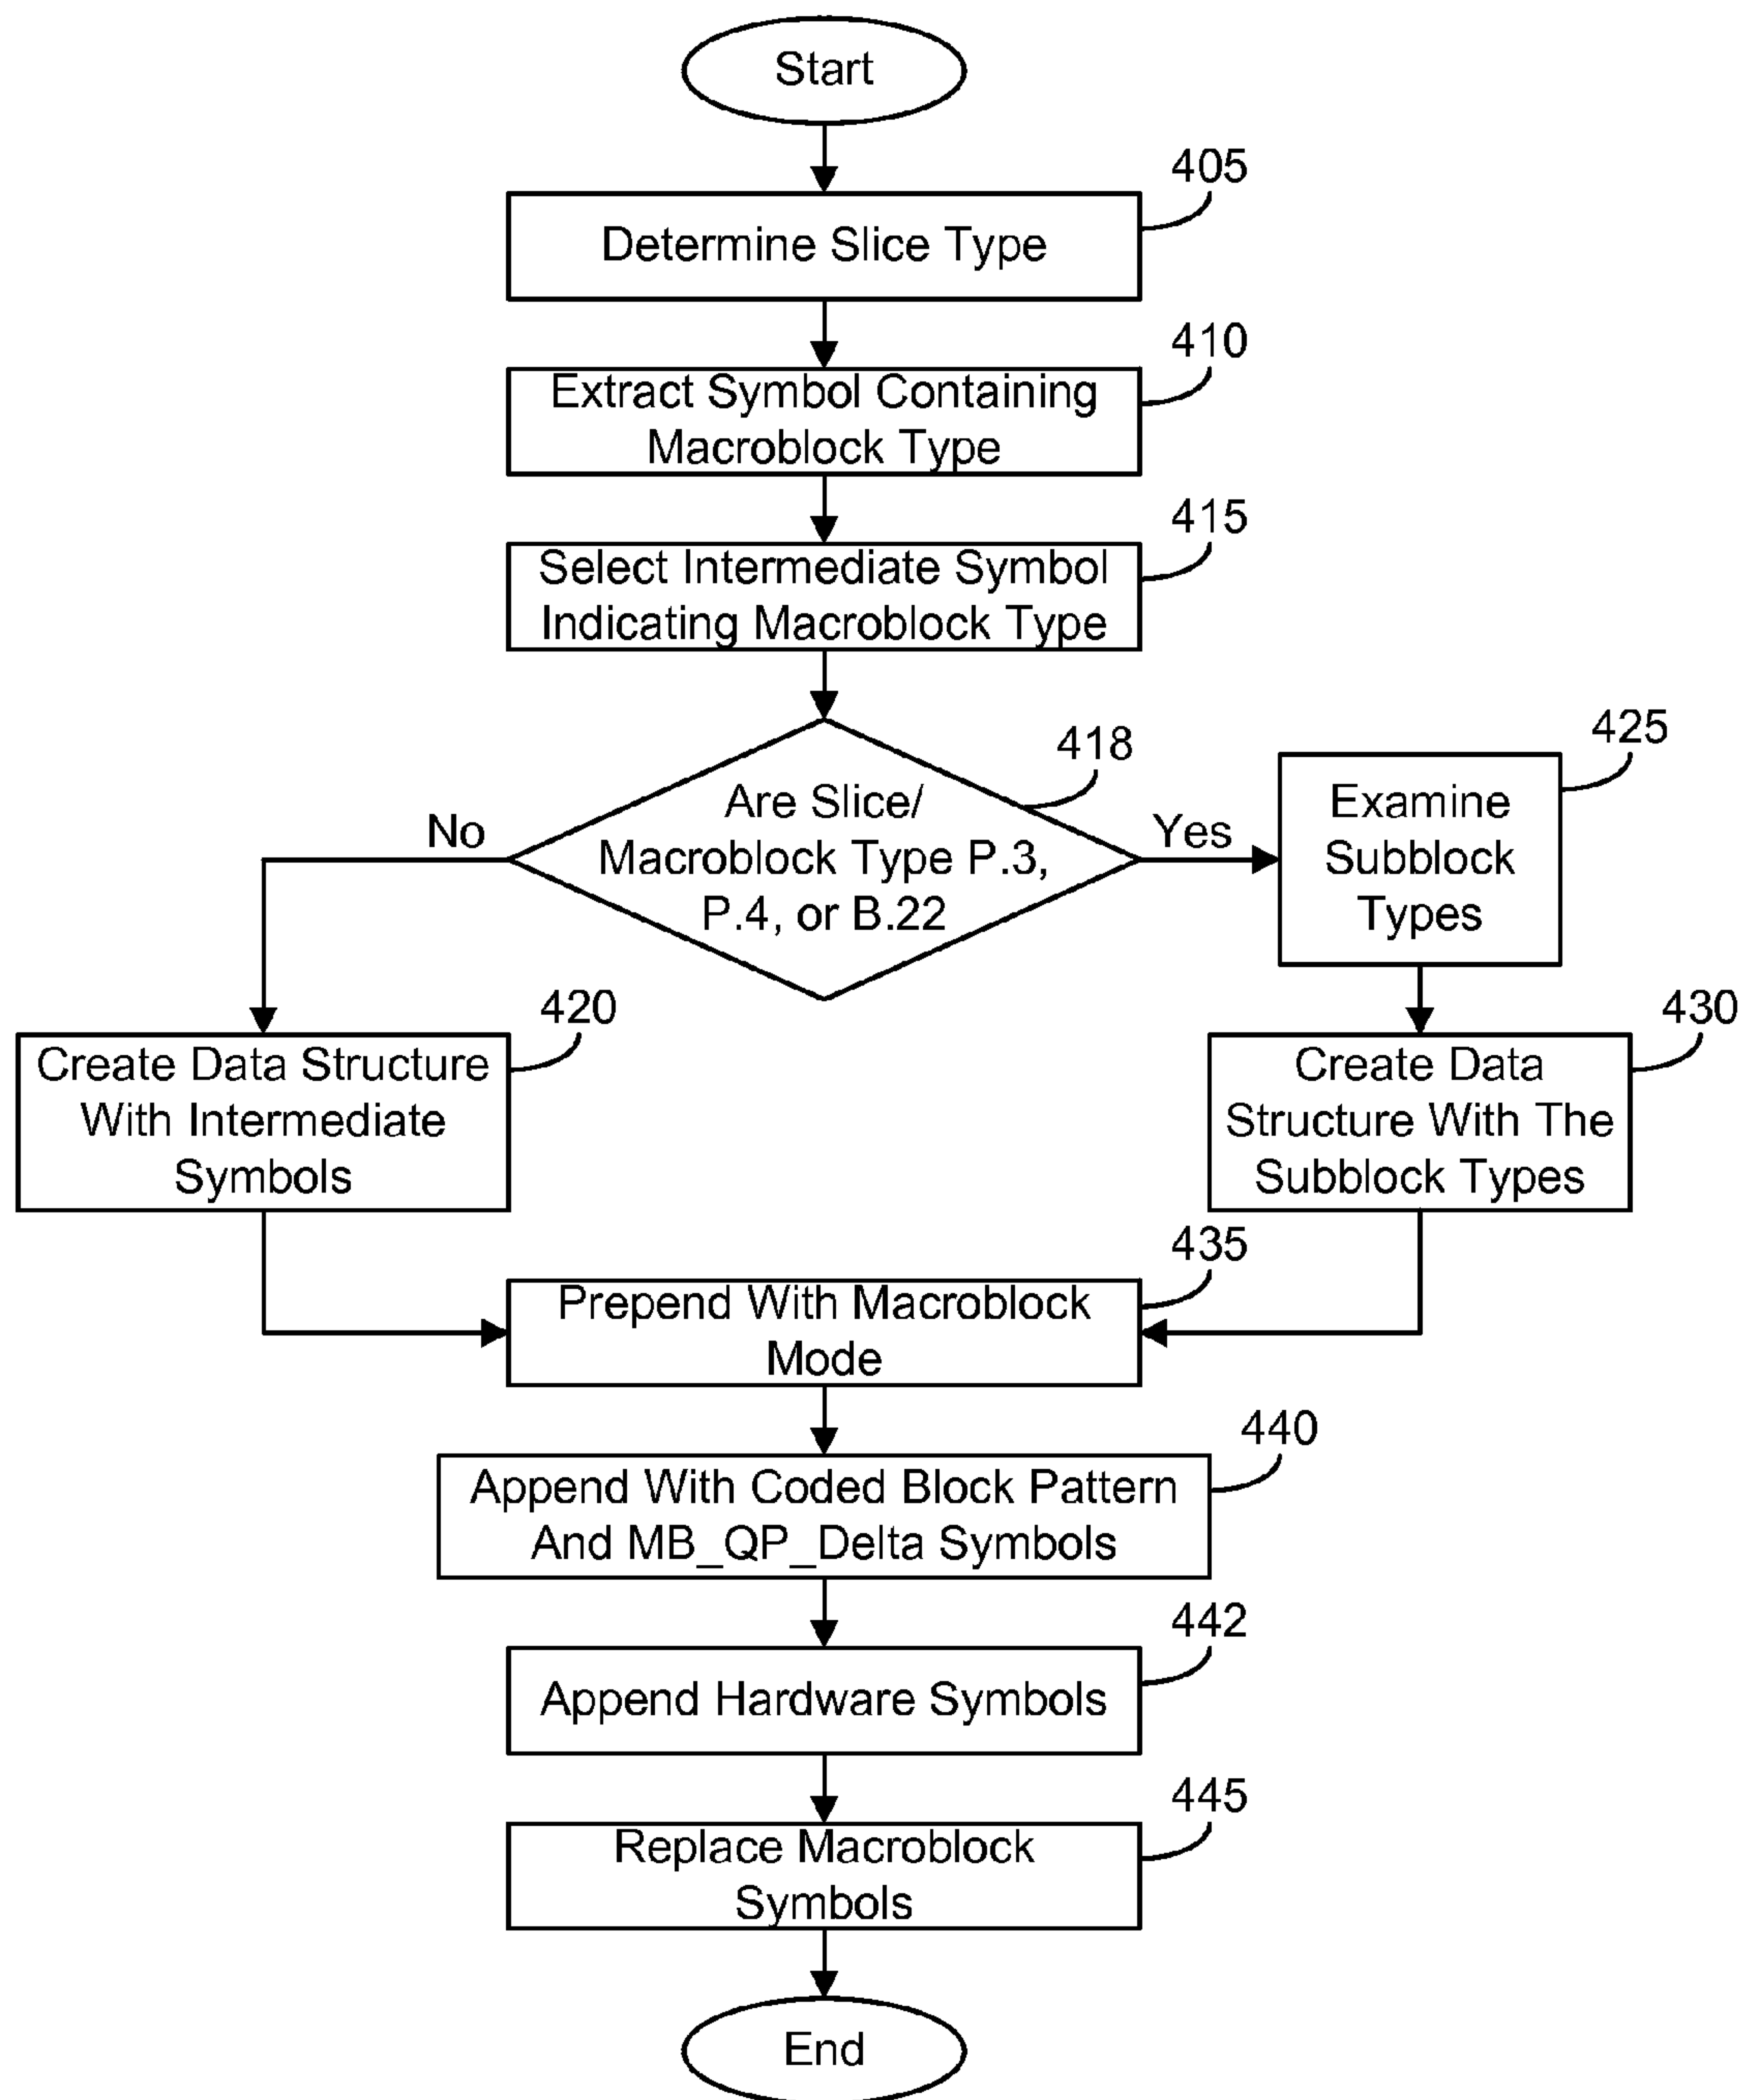 Start
405
Determine Slice Type
410
Extract Symbol Containing
Macroblock Type
415
Select Intermediate Symbol
Indicating Macroblock Type
418
Are Slice/
Macroblock Type P.3,
P.4, or B.22
No
Yes
425
Examine
Subblock
Types
420
Create Data Structure
With Intermediate
Symbols
430
Create Data
Structure With The
Subblock Types
435
Prepend With Macroblock
Mode
440
Append With Coded Block Pattern
And MB_QP_Delta Symbols
442
Append Hardware Symbols
445
Replace Macroblock
Symbols
End